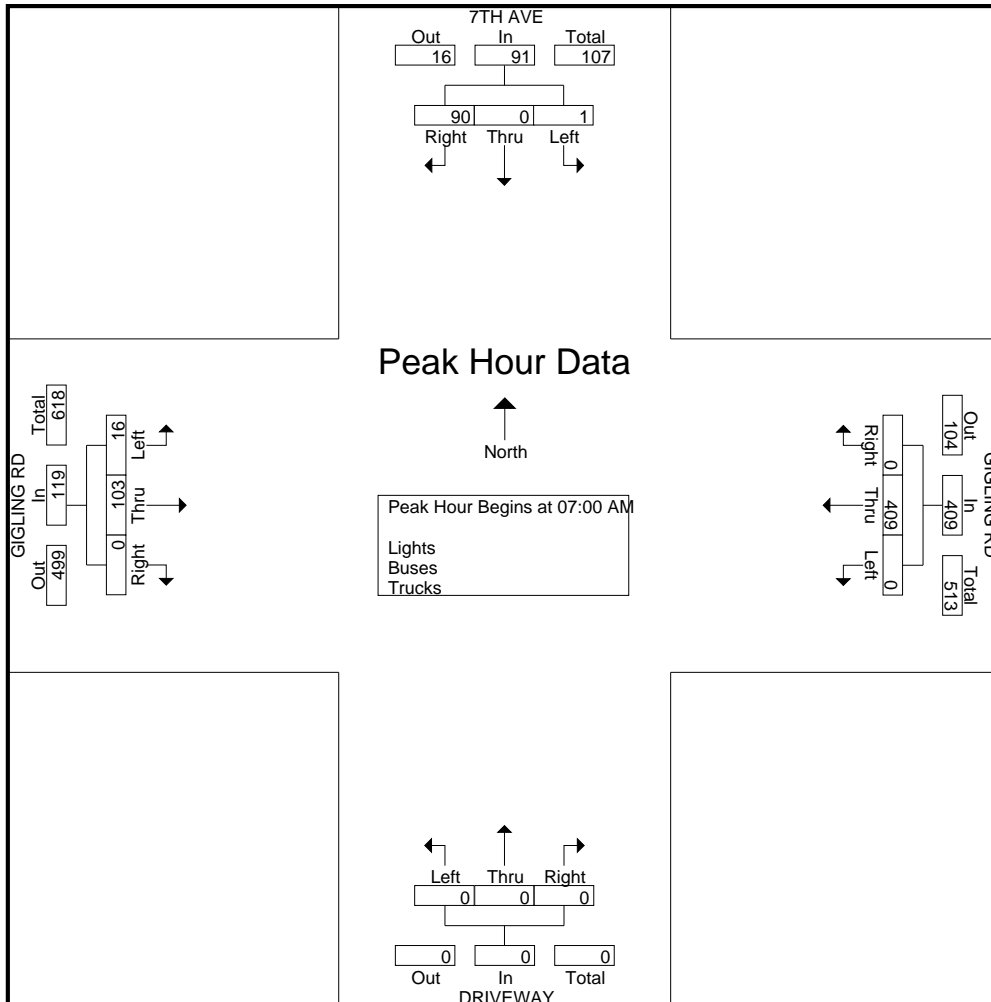 7TH AVE
Out In Total
16 91 107
90 0 1
Right Thru Left
Peak Hour Data
North
Peak Hour Begins at 07:00 AM
Lights
Buses
Trucks
GIGLING RD
Out In Total
499 119 618
0 103 16
Right Thru Left
GIGLING RD
Out In Total
104 409 513
0 409 0
Right Thru Left
Left Thru Right
0 0 0
0 0 0
Out In Total
DRIVEWAY